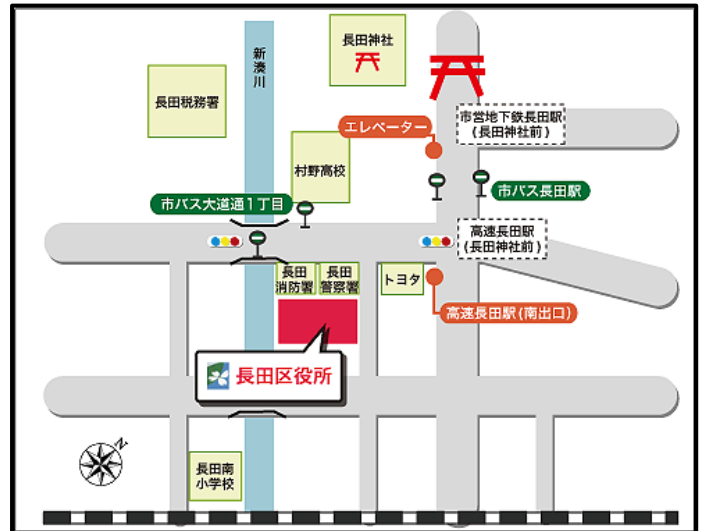 長田神社
新湊川
長田税務署
市営地下鉄長田駅
(長田神社前)
エレベーター
村野高校
市バス長田駅
市バス大道通1丁目
高速長田駅
(長田神社前)
長田
消防署
長田
警察署
トヨタ
高速長田駅(南出口)
長田区役所
N
長田南
小学校